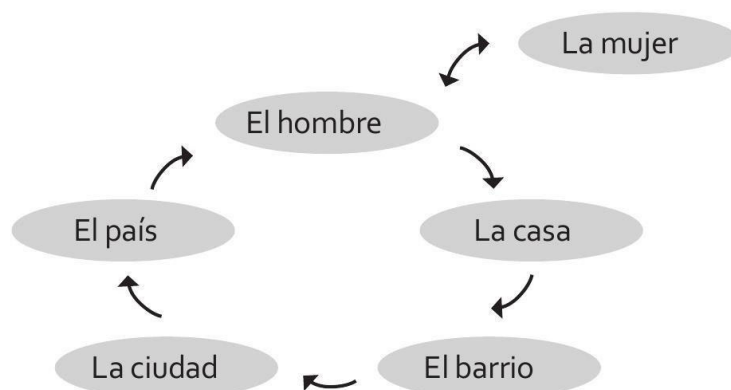 La mujer
El hombre
El país
La casa
La ciudad
El barrio